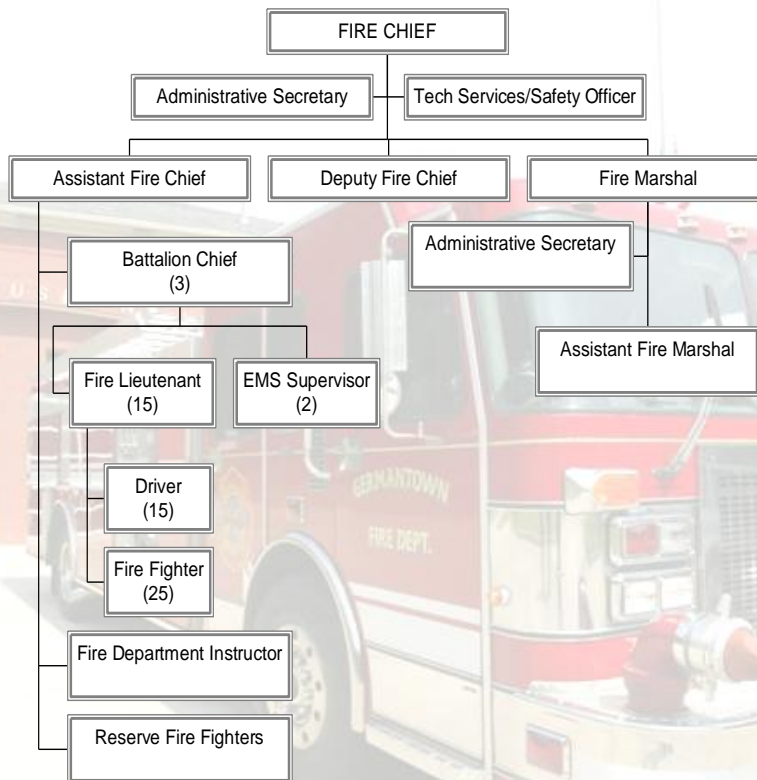 FIRE CHIEF
Administrative Secretary
Tech Services/Safety Officer
Assistant Fire Chief
Deputy Fire Chief
Fire Marshal
Administrative Secretary
Battalion Chief
(3)
Assistant Fire Marshal
Fire Lieutenant
(15)
EMS Supervisor
(2)
Driver
(15)
GERMANTOWN
FIRE DEPT.
Fire Fighter
(25)
Fire Department Instructor
Reserve Fire Fighters